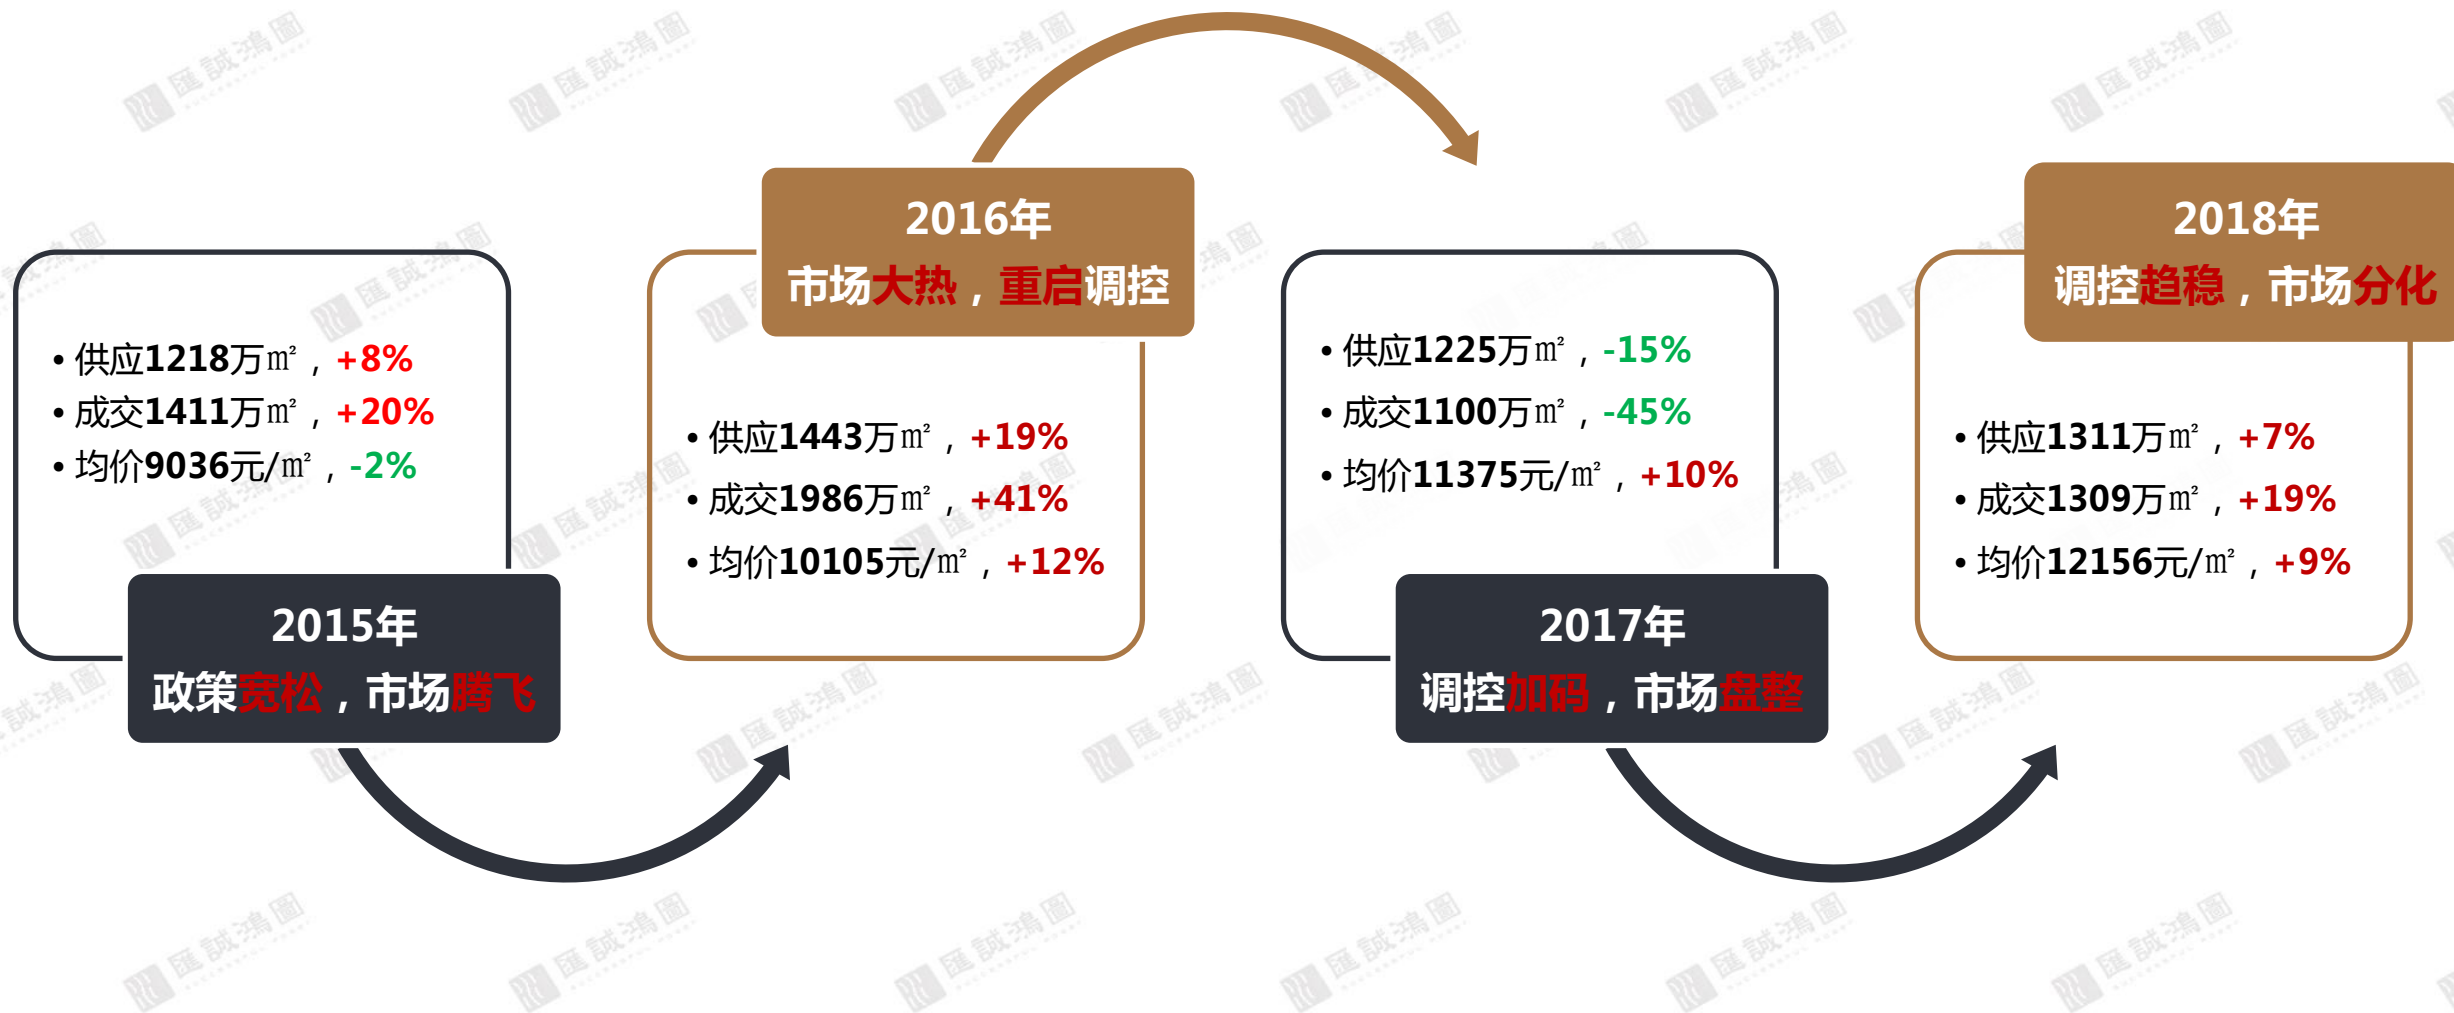 • 供应1218万㎡，+8%
• 成交1411万㎡，+20%
• 均价9036元/㎡，-2%
2015年
政策宽松，市场腾飞
2016年
市场大热，重启调控
• 供应1443万㎡，+19%
• 成交1986万㎡，+41%
• 均价10105元/㎡，+12%
• 供应1225万㎡，-15%
• 成交1100万㎡，-45%
• 均价11375元/㎡，+10%
2017年
调控加码，市场盘整
2018年
调控趋稳，市场分化
• 供应1311万㎡，+7%
• 成交1309万㎡，+19%
• 均价12156元/㎡，+9%
匯誠鴻圖